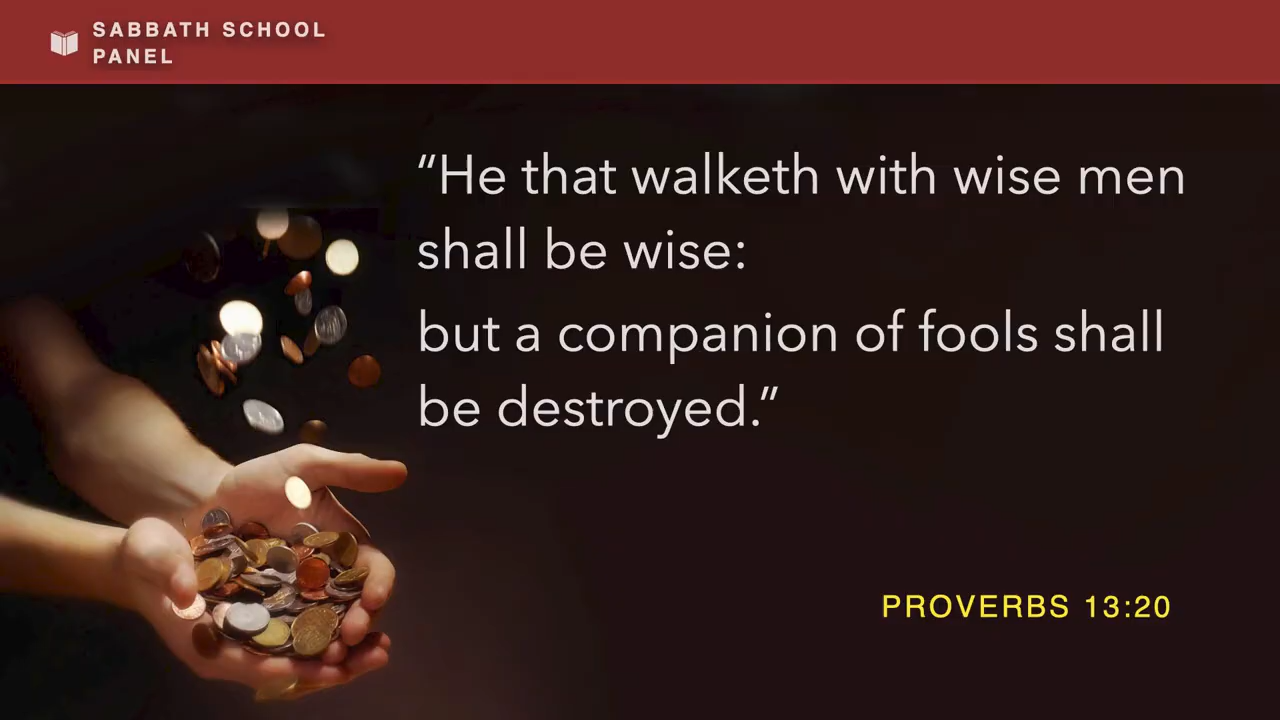 SABBATH SCHOOL
PANEL
“He that walketh with wise men
shall be wise:
but a companion of fools shall
be destroyed.”
PROVERBS 13:20